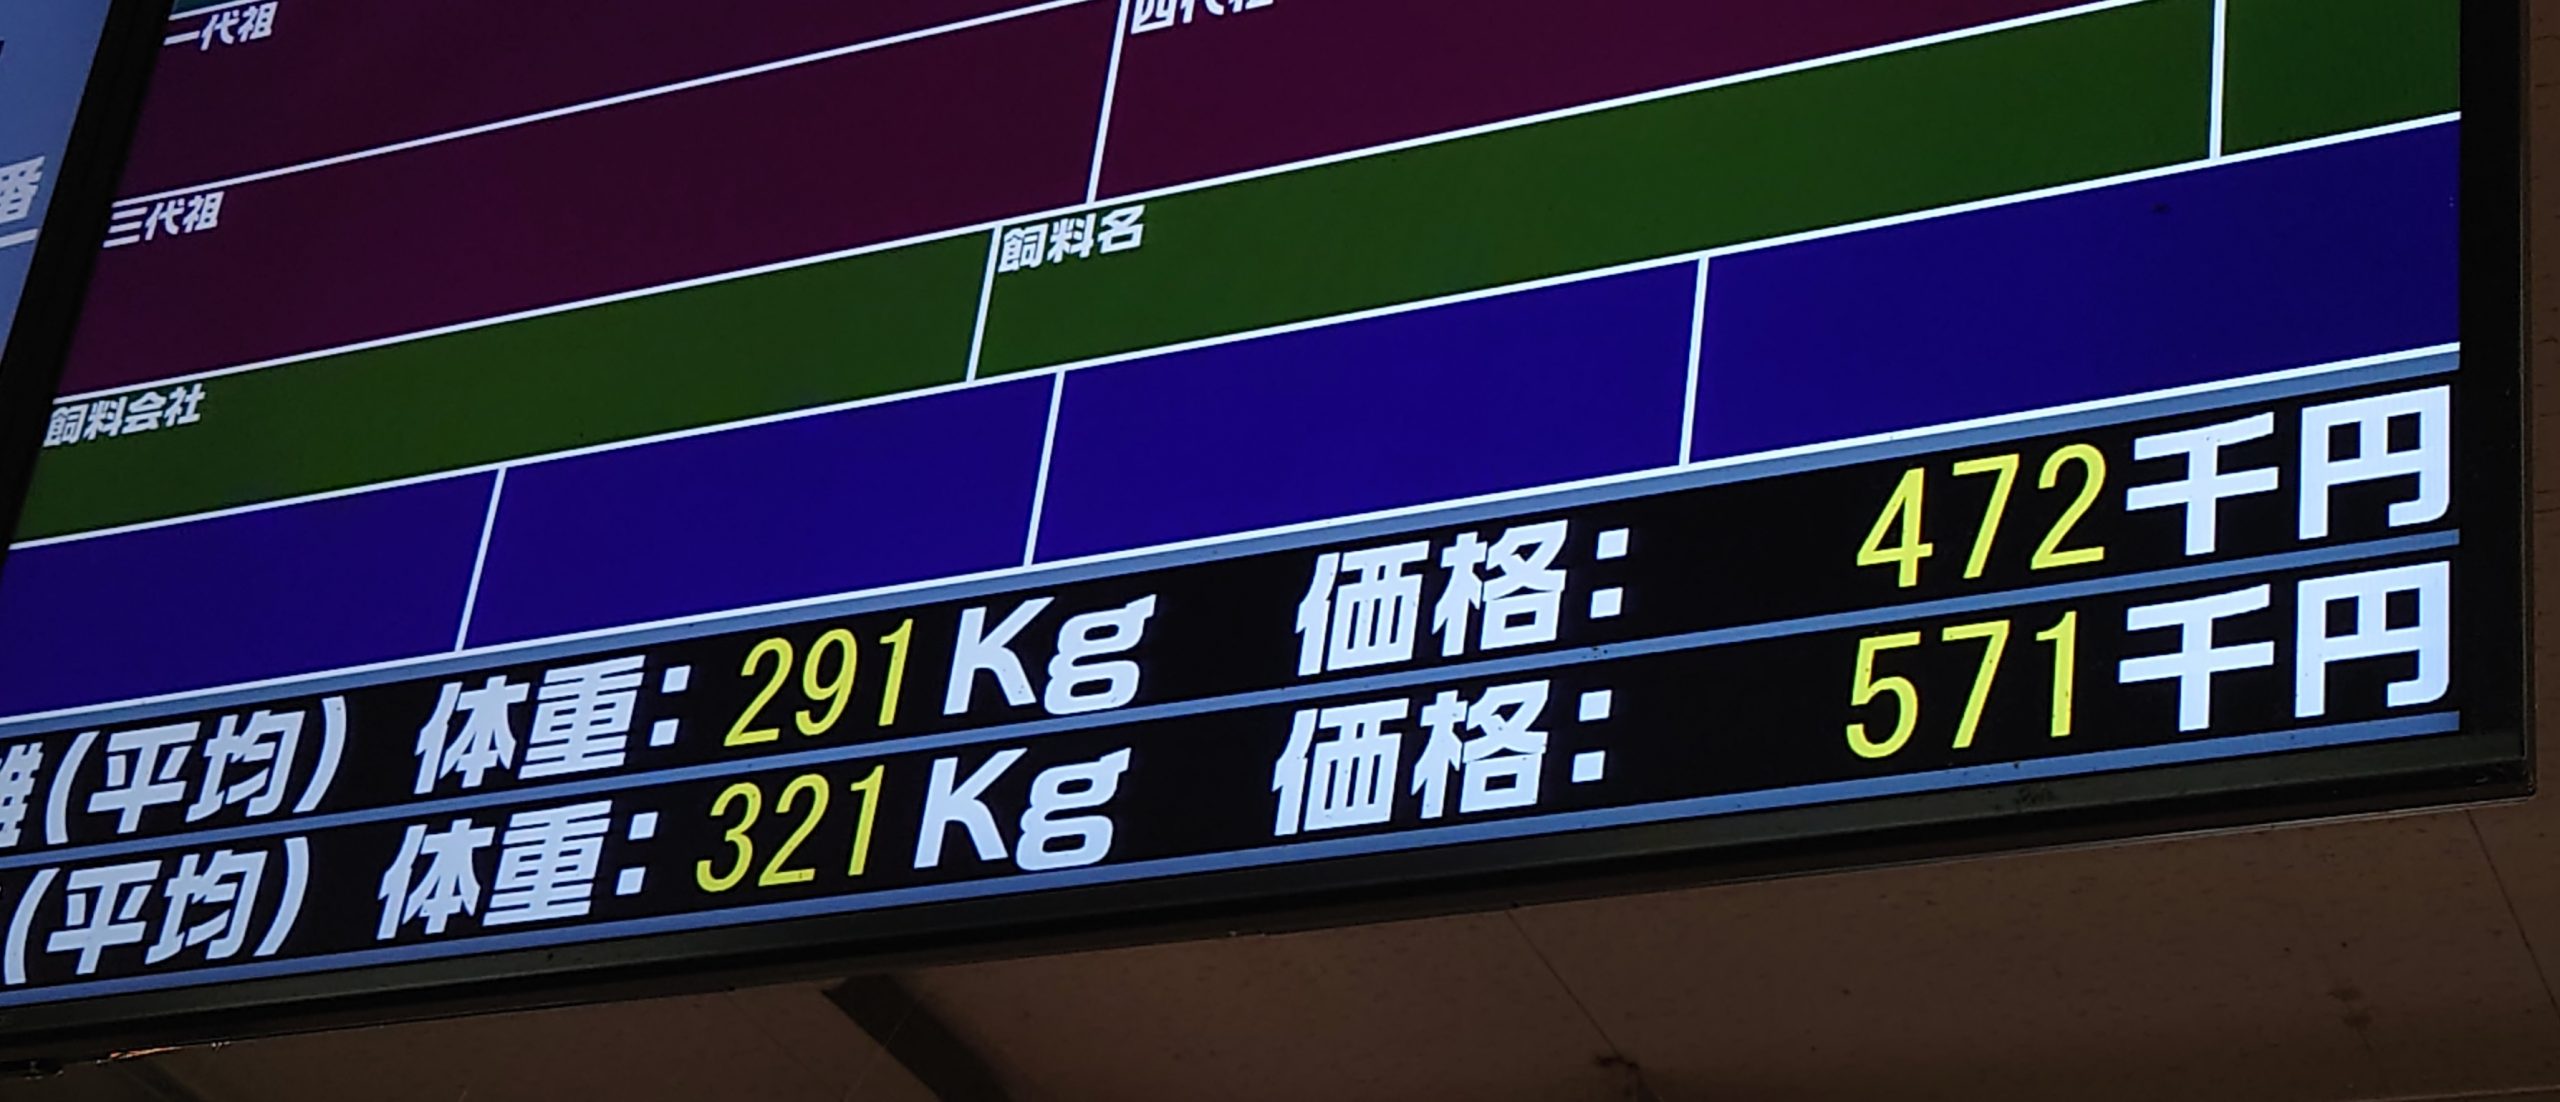 一代祖
四代祖
番
三代祖
飼料名
飼料会社
雌(平均) 体重: 291Kg 価格: 472千円
(平均) 体重: 321Kg 価格: 571千円